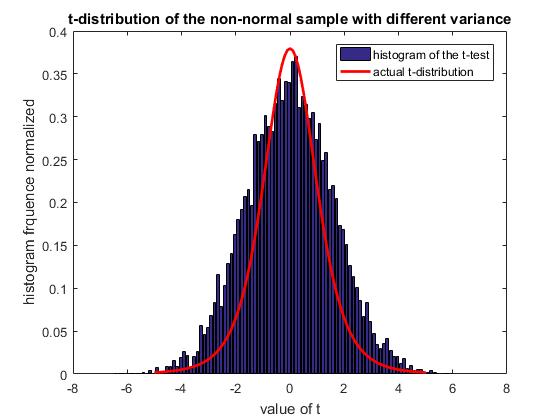 t-distribution of the non-normal sample with different variance
0.4
0.35
0.3
0.25
0.2
0.15
0.1
0.05
0
histogram frquence normalized
histogram of the t-test
actual t-distribution
-8 -6 -4 -2 0 2 4 6 8
value of t